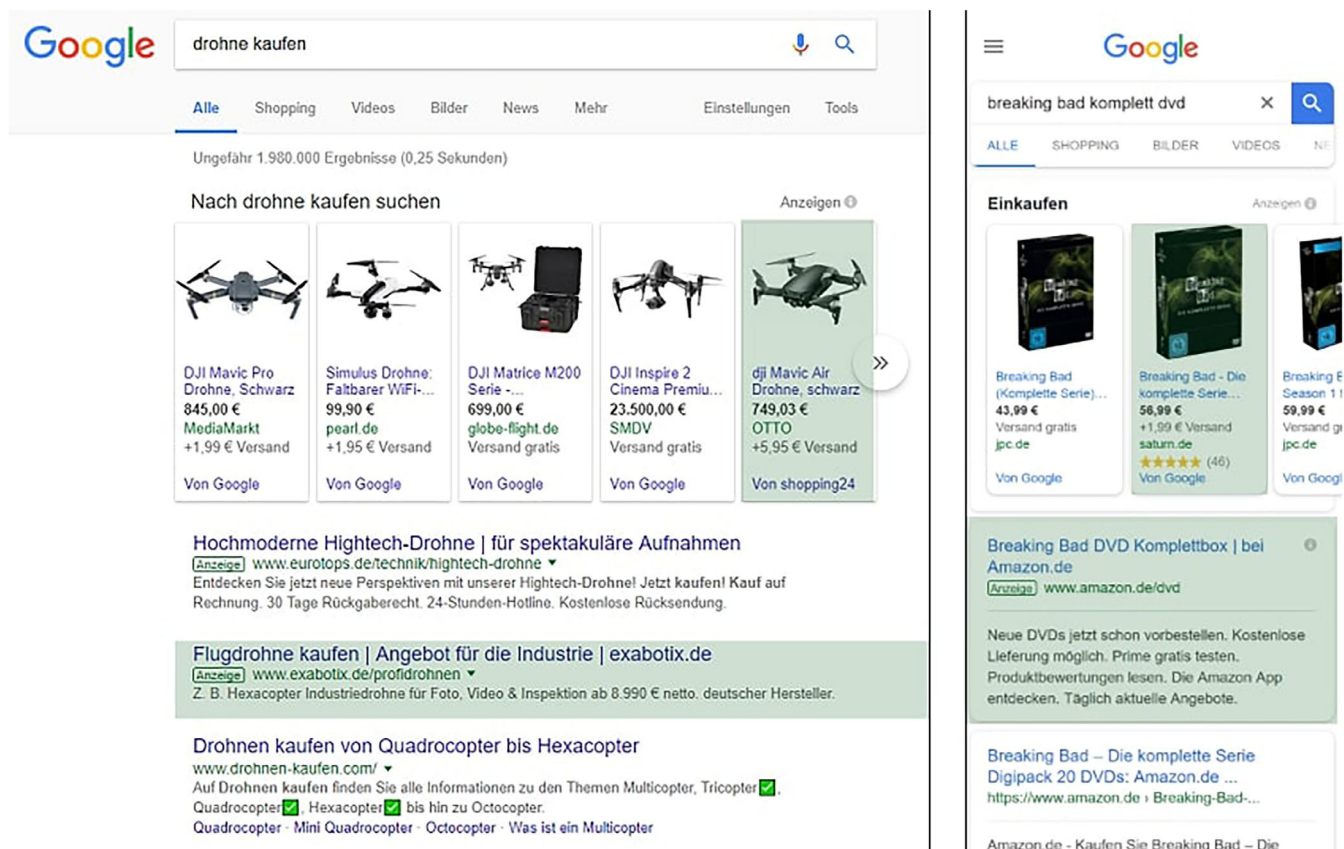 Google
drohne kaufen
Alle Shopping Videos Bilder News Mehr Einstellungen Tools
Ungefähr 1.980.000 Ergebnisse (0,25 Sekunden)
Nach drohne kaufen suchen
Anzeigen
DJI Mavic Pro
Drohne, Schwarz
845,00 €
MediaMarkt
+1,99 € Versand
Von Google
Simulus Drohne:
Faltbarer WiFi-...
99,90 €
pearl.de
+1,95 € Versand
Von Google
DJI Matrice M200
Serie -...
699,00 €
globe-flight.de
Versand gratis
Von Google
DJI Inspire 2
Cinema Premiu...
23.500,00 €
SMDV
Versand gratis
Von Google
dji Mavic Air
Drohne, schwarz
749,03 €
OTTO
+5,95 € Versand
Von shopping24
Hochmoderne Hightech-Drohne | für spektakuläre Aufnahmen
Anzeige www.eurotops.de/technik/hightech-drohne
Entdecken Sie jetzt neue Perspektiven mit unserer Hightech-Drohne! Jetzt kaufen! Kauf auf
Rechnung. 30 Tage Rückgaberecht. 24-Stunden-Hotline. Kostenlose Rücksendung.
Flugdrohne kaufen | Angebot für die Industrie | exabotix.de
Anzeige www.exabotix.de/profidrohnen
Z. B. Hexacopter Industriedrohne für Foto, Video & Inspektion ab 8.990 € netto. deutscher Hersteller.
Drohnen kaufen von Quadrocopter bis Hexacopter
www.drohnen-kaufen.com/
Auf Drohnen kaufen finden Sie alle Informationen zu den Themen Multicopter, Tricopter✅,
Quadrocopter✅, Hexacopter✅ bis hin zu Octocopter.
Quadrocopter · Mini Quadrocopter · Octocopter · Was ist ein Multicopter
Google
breaking bad komplett dvd
ALLE SHOPPING BILDER VIDEOS NE
Einkaufen
Anzeigen
Breaking Bad
(Komplette Serie)...
43,99 €
Versand gratis
jpc.de
Von Google
Breaking Bad - Die
komplette Serie...
56,99 €
+1,99 € Versand
saturn.de
(46)
Von Google
Breaking B
Season 1
59,99 €
Versand gr
jpc.de
Von Googl
Breaking Bad DVD Komplettbox | bei
Amazon.de
Anzeige www.amazon.de/dvd
Neue DVDs jetzt schon vorbestellen. Kostenlose
Lieferung möglich. Prime gratis testen.
Produktbewertungen lesen. Die Amazon App
entdecken. Täglich aktuelle Angebote.
Breaking Bad – Die komplette Serie
Digipack 20 DVDs: Amazon.de ...
https://www.amazon.de › Breaking-Bad-...
Amazon.de - Kaufen Sie Breaking Bad – Die